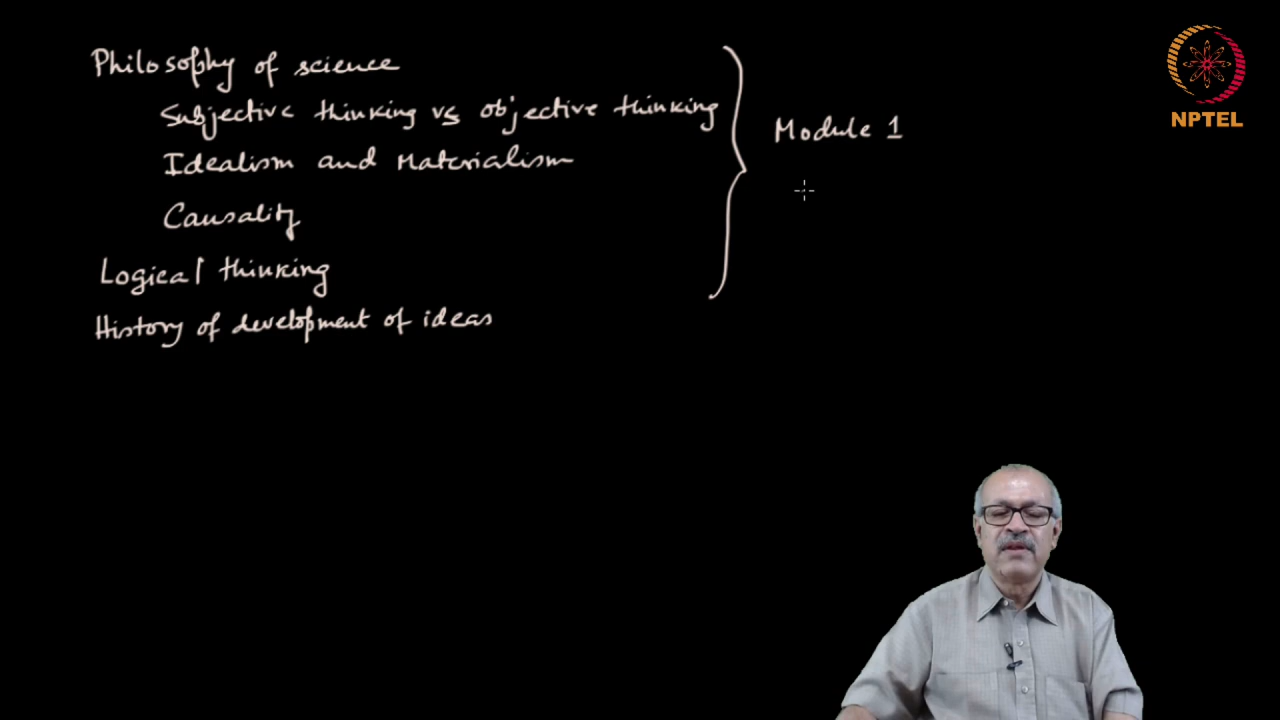 Philosophy of science
Subjective thinking vs objective thinking
Idealism and Materialism
Causality
Logical thinking
History of development of ideas
Module 1
NPTEL